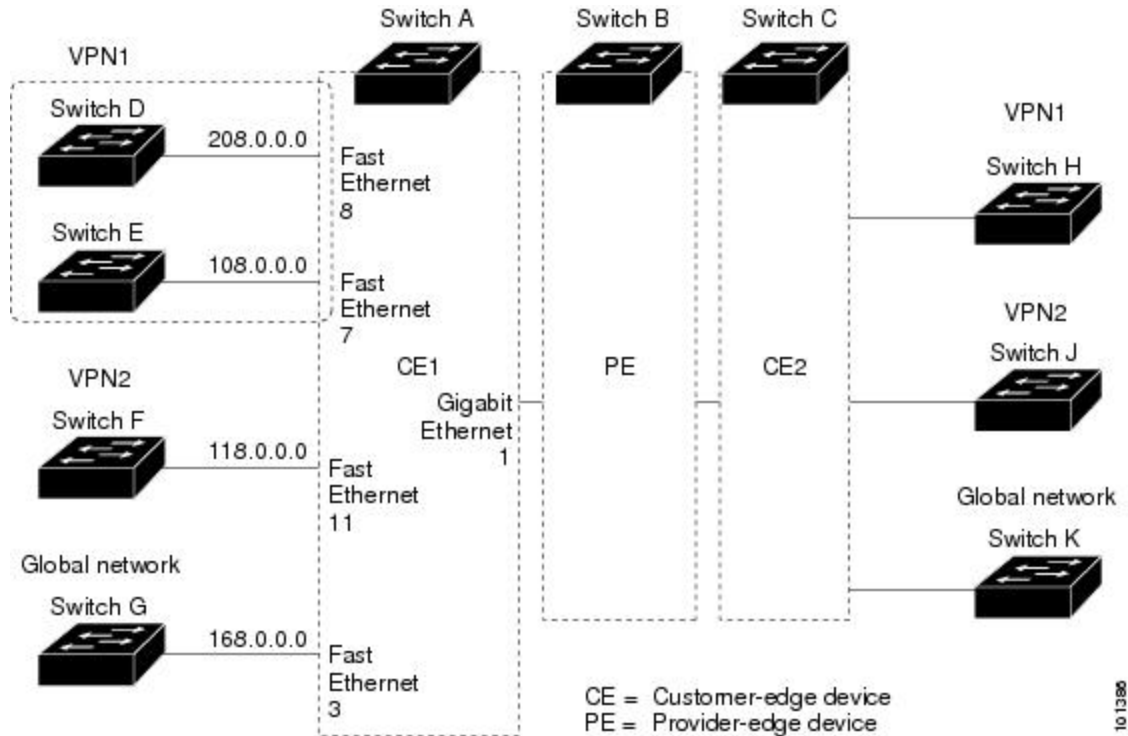 Switch A
Switch B
Switch C
VPN1
Switch D
208.0.0.0
Fast
Ethernet
8
Switch E
108.0.0.0
Fast
Ethernet
7
VPN2
Switch F
118.0.0.0
Fast
Ethernet
11
Global network
Switch G
168.0.0.0
Fast
Ethernet
3
CE1
Gigabit
Ethernet
1
PE
CE2
VPN1
Switch H
VPN2
Switch J
Global network
Switch K
CE = Customer-edge device
PE = Provider-edge device
101386